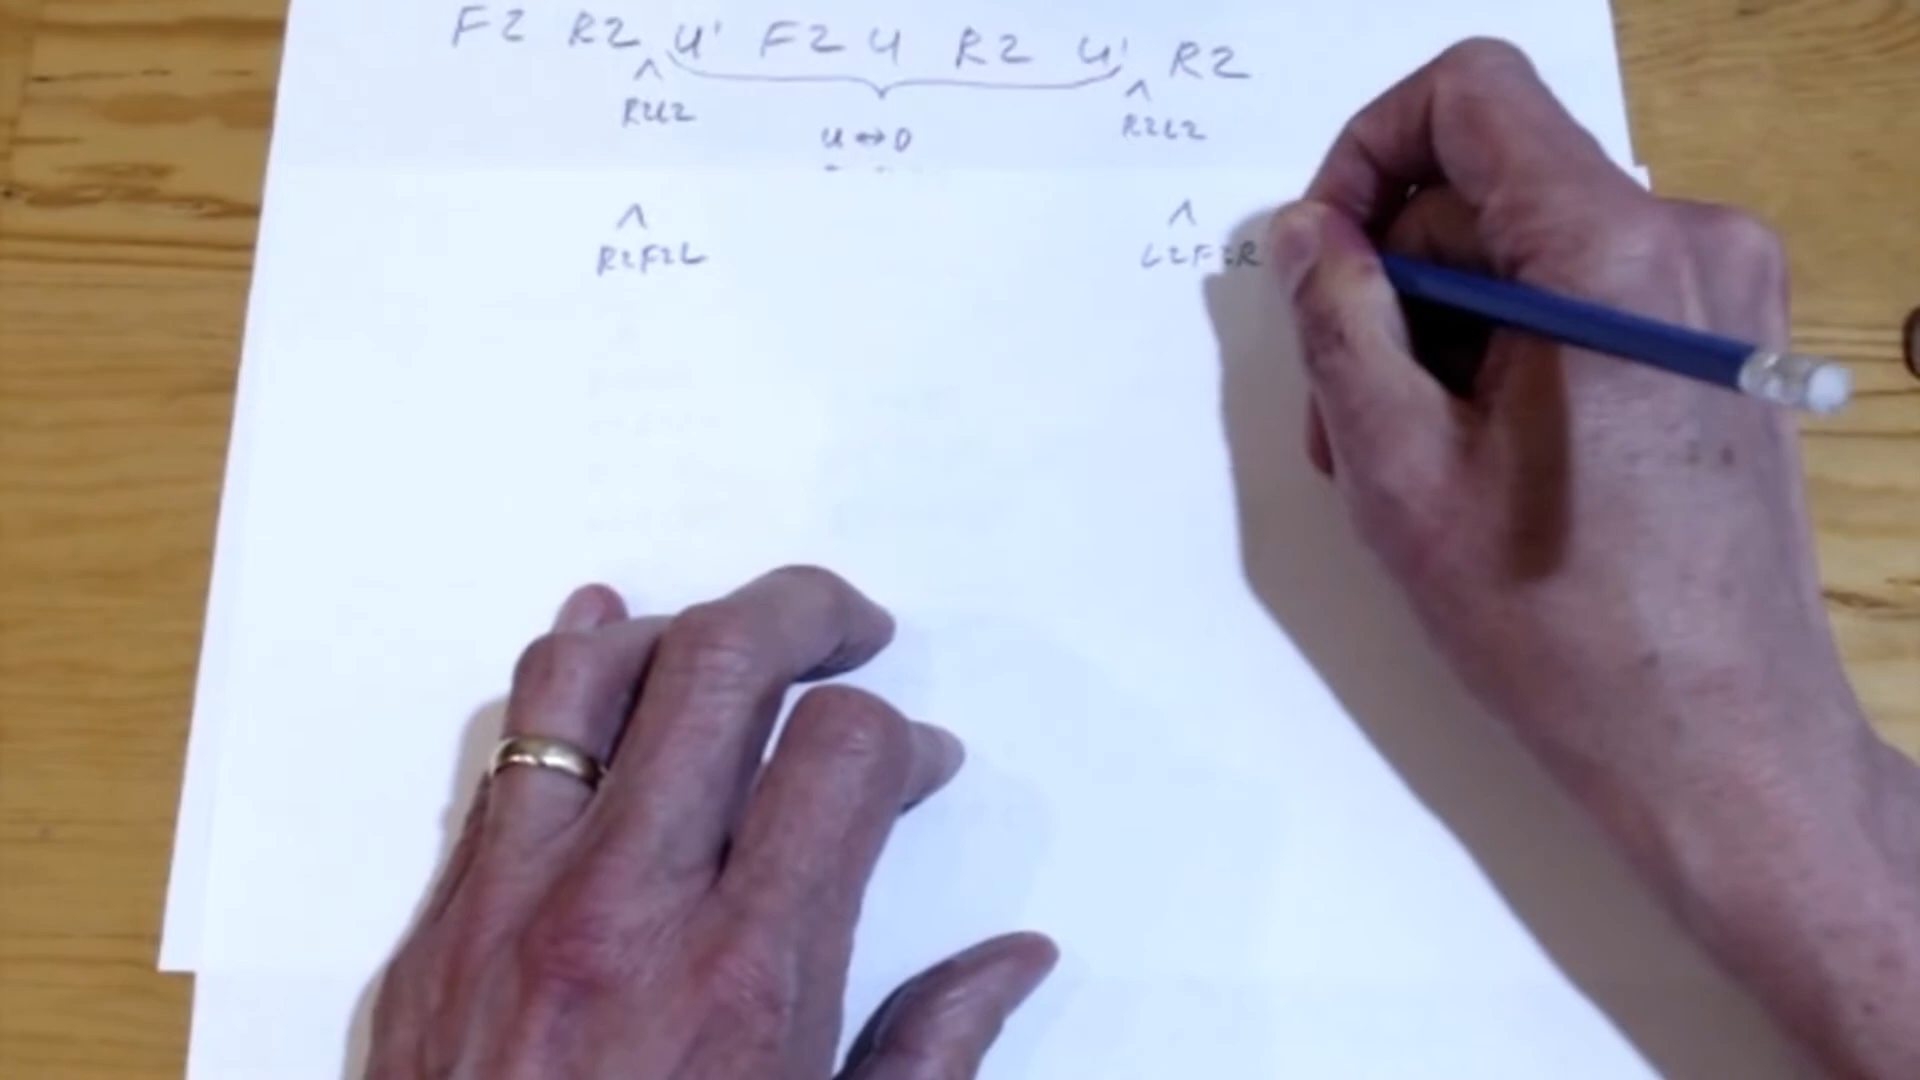 F2 R2 U' F2 U R2 U' R2
^ ^
R2L2 R2L2
U ↔ D
^ ^
R2F2L L2F2R